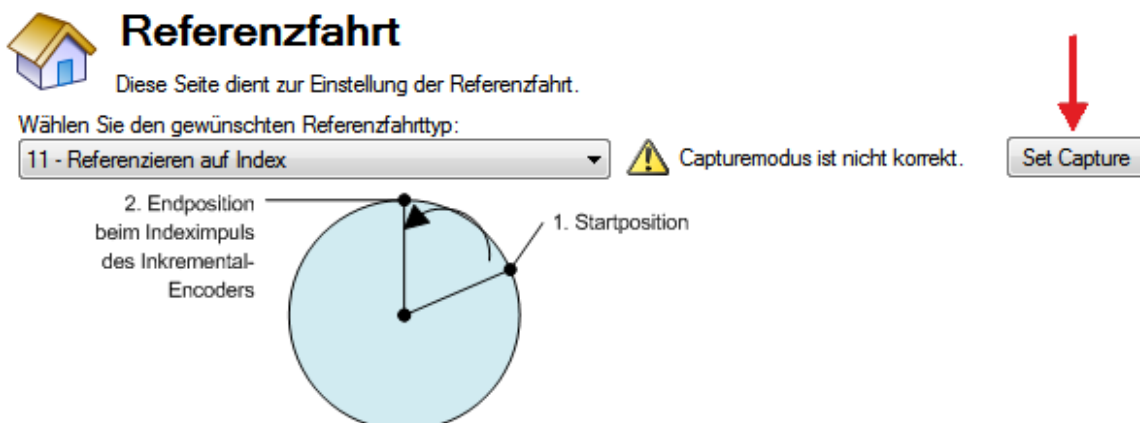 Referenzfahrt
Diese Seite dient zur Einstellung der Referenzfahrt.
Wählen Sie den gewünschten Referenzfahrttyp:
11 - Referenzieren auf Index
Capturemodus ist nicht korrekt.
Set Capture
2. Endposition
beim Indeximpuls
des Inkremental-
Encoders
1. Startposition